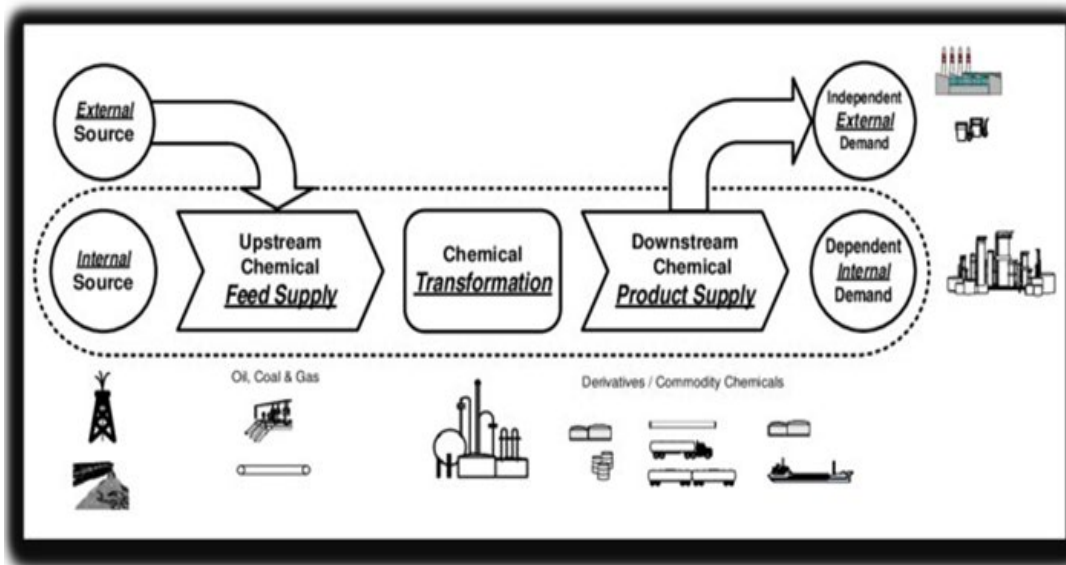 External
Source
Independent
External
Demand
Internal
Source
Upstream
Chemical
Feed Supply
Chemical
Transformation
Downstream
Chemical
Product Supply
Dependent
Internal
Demand
Oil, Coal & Gas
Derivatives / Commodity Chemicals